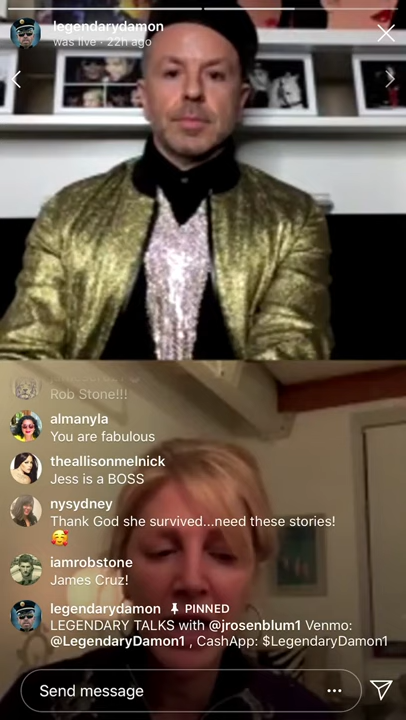 legendarydamon
was live · 22h ago
Rob Stone!!!
almanyla
You are fabulous
theallisonmelnick
Jess is a BOSS
nysydney
Thank God she survived...need these stories!
🥰
iamrobstone
James Cruz!
legendarydamon PINNED
LEGENDARY TALKS with @jrosenblum1 Venmo:
@LegendaryDamon1 , CashApp: $LegendaryDamon1
Send message